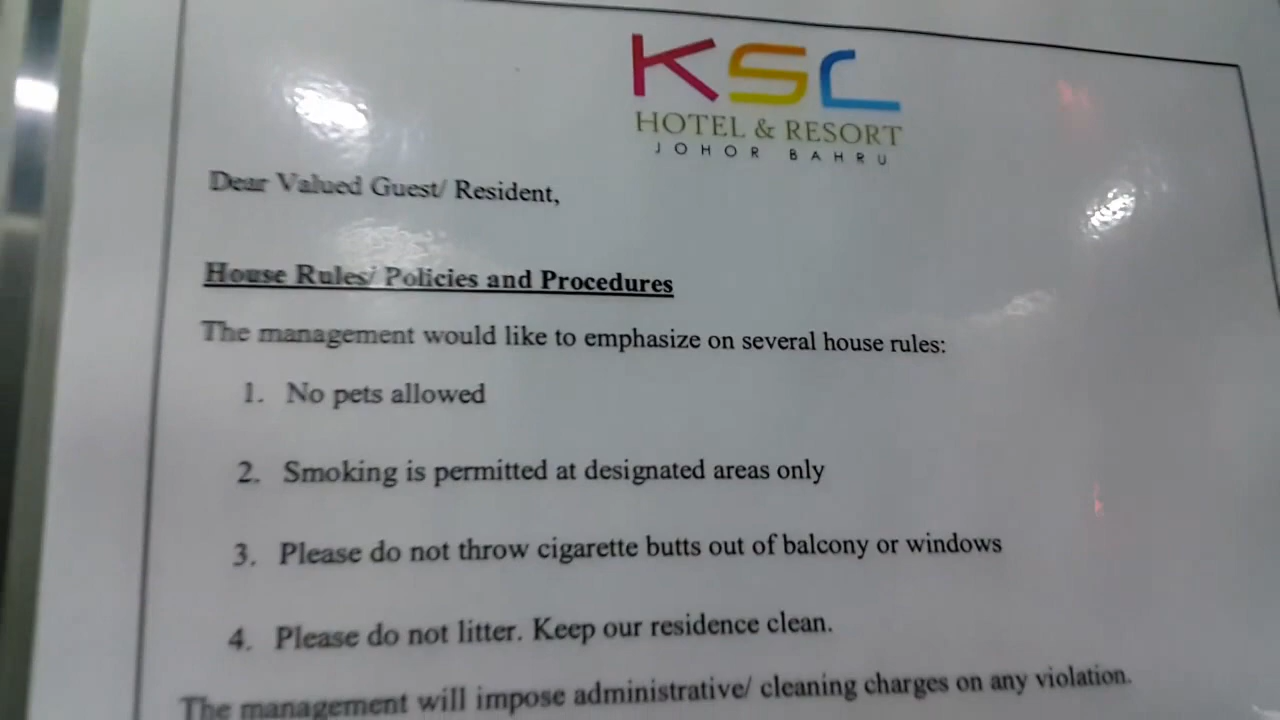 KSC
HOTEL & RESORT
JOHOR BAHRU
Dear Valued Guest/ Resident,
House Rules/ Policies and Procedures
The management would like to emphasize on several house rules:
1. No pets allowed
2. Smoking is permitted at designated areas only
3. Please do not throw cigarette butts out of balcony or windows
4. Please do not litter. Keep our residence clean.
The management will impose administrative/ cleaning charges on any violation.